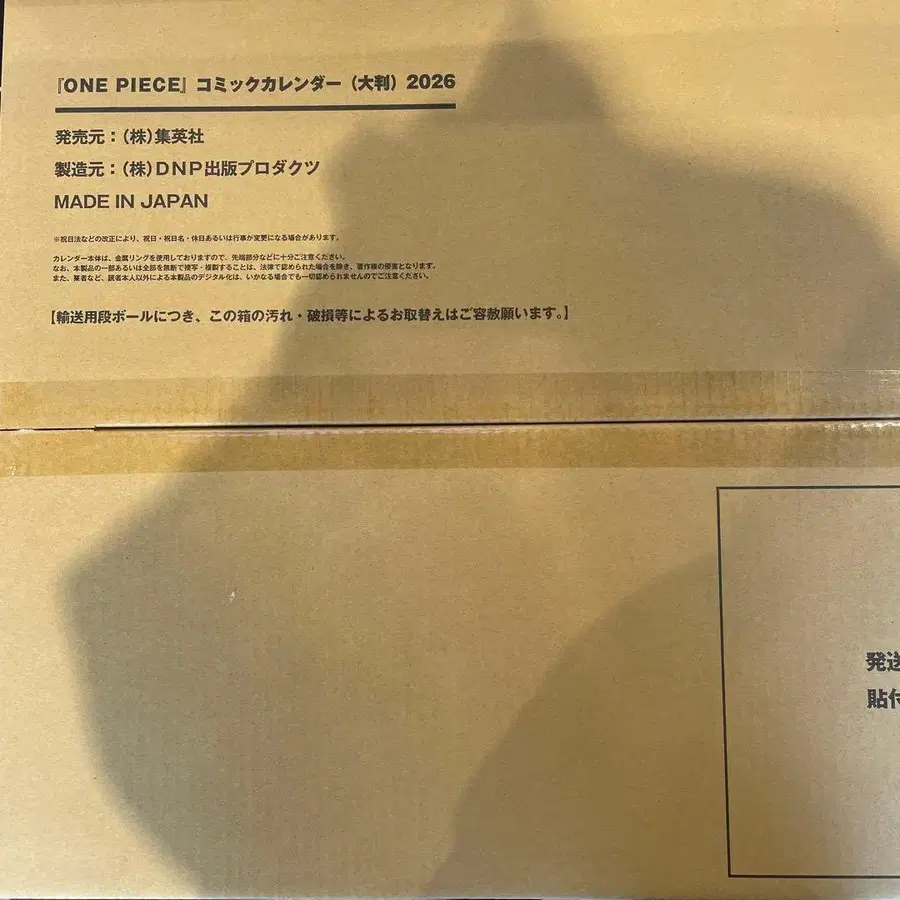 『ONE PIECE』コミックカレンダー（大判）2026
発売元：（株）集英社
製造元：（株）DNP出版プロダクツ
MADE IN JAPAN
※祝日法などの改正により、祝日・祝日名・休日あるいは行事が変更になる場合があります。
カレンダー本体は、金属リングを使用しておりますので、先端部分などに十分ご注意ください。
なお、本製品の一部あるいは全部を無断で複写・複製することは、法律で認められた場合を除き、著作権の侵害となります。
また、業者など、読者本人以外による本製品のデジタル化は、いかなる場合でも一切認められませんのでご注意ください。
【輸送用段ボールにつき、この箱の汚れ・破損等によるお取替えはご容赦願います。】
発送
貼付